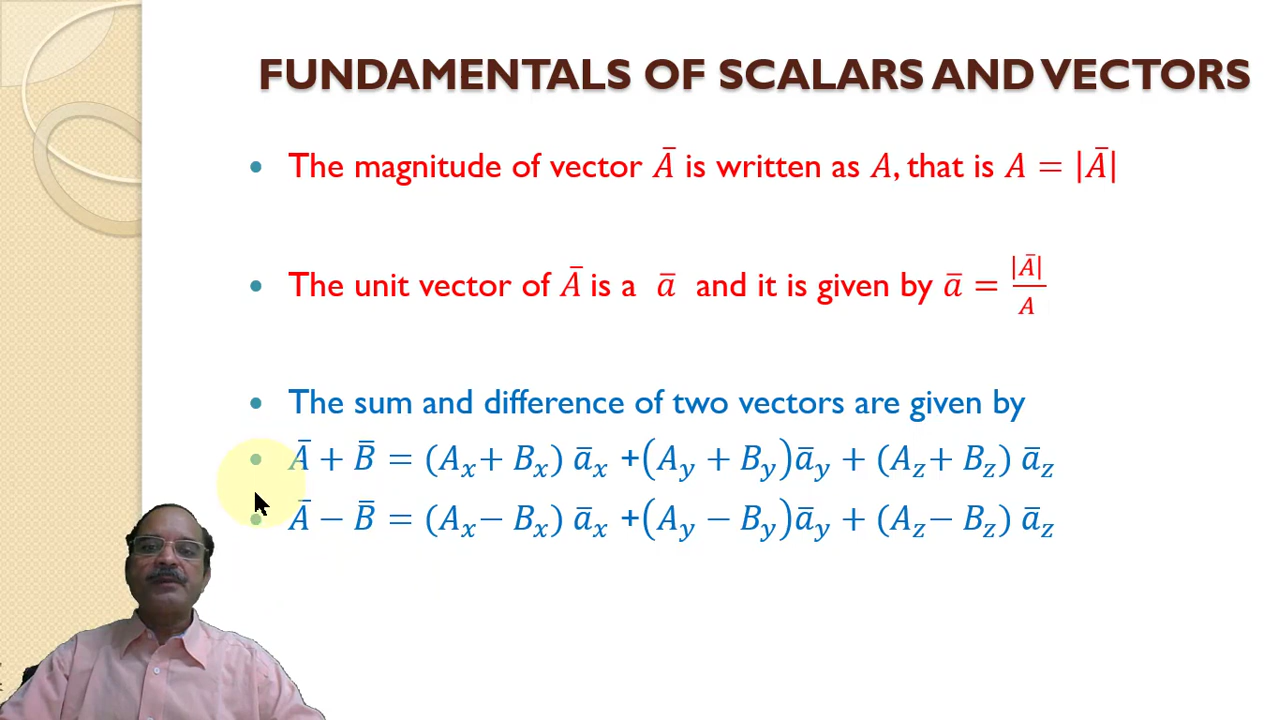 FUNDAMENTALS OF SCALARS AND VECTORS
• The magnitude of vector Ā is written as A, that is A = |Ā|
• The unit vector of Ā is a ā and it is given by ā = |Ā|/A
• The sum and difference of two vectors are given by
• Ā + B̄ = (Aₓ+ Bₓ) āₓ +(A_y + B_y)ā_y + (A_z+ B_z) ā_z
• Ā − B̄ = (Aₓ− Bₓ) āₓ +(A_y − B_y)ā_y + (A_z− B_z) ā_z